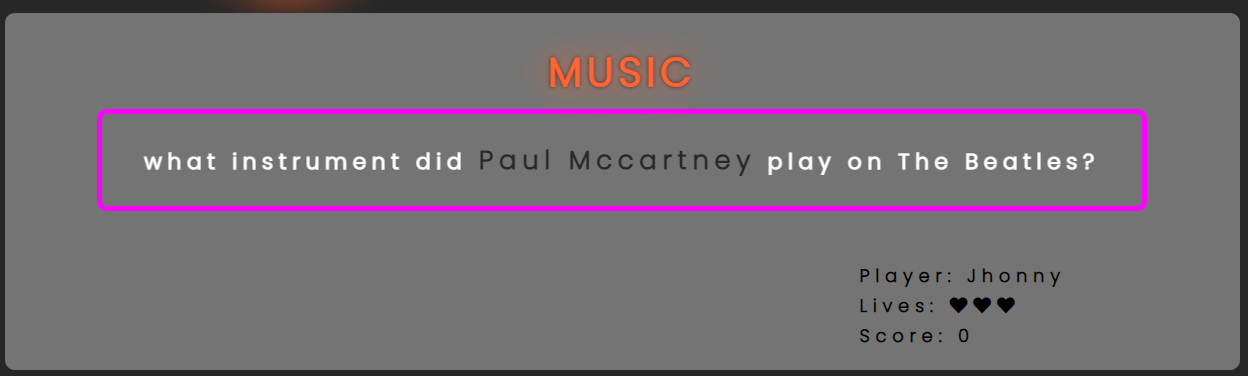 MUSIC
what instrument did Paul Mccartney play on The Beatles?
Player: Jhonny
Lives: ♥♥♥
Score: 0